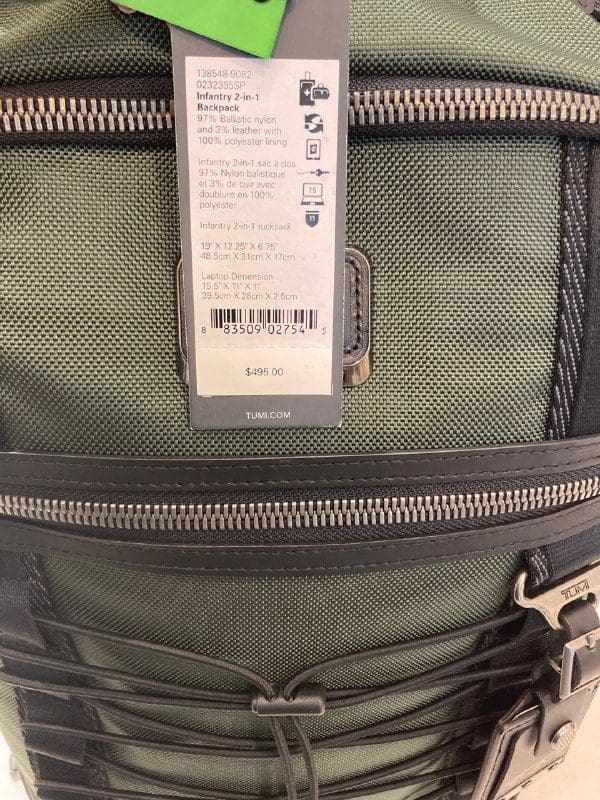 138548-9082
0232395SP
Infantry 2-in-1
Backpack
97% Ballistic nylon
and 3% leather with
100% polyester lining
Infantry 2-in-1 sac à dos
97% Nylon balistique
et 3% de cuir avec
doublure en 100%
polyester
Infantry 2-in-1 rucksack
19" X 12.25" X 6.75"
48.5cm X 31cm X 17cm
Laptop Dimension
15.5" X 11" X 1"
39.5cm X 28cm X 2.5cm
15
11
8 83509 02754 5
$495.00
TUMI.COM
TUMI